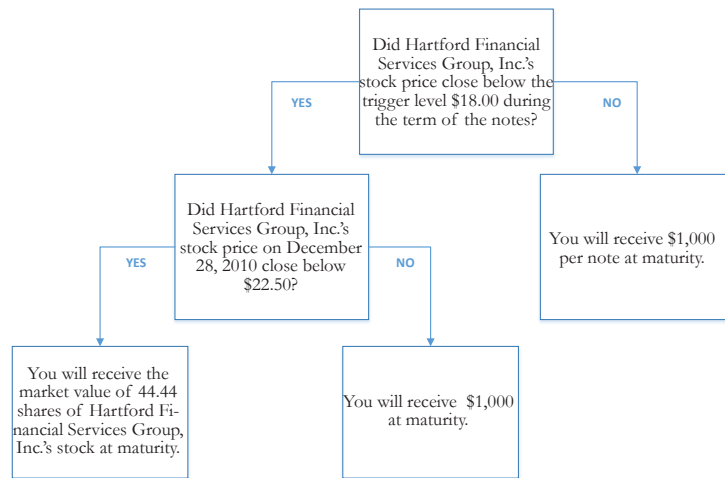 Did Hartford Financial
Services Group, Inc.'s
stock price close below the
trigger level $18.00 during
the term of the notes?
YES
NO
Did Hartford Financial
Services Group, Inc.'s
stock price on December
28, 2010 close below
$22.50?
You will receive $1,000
per note at maturity.
YES
NO
You will receive the
market value of 44.44
shares of Hartford Fi-
nancial Services Group,
Inc.'s stock at maturity.
You will receive $1,000
at maturity.